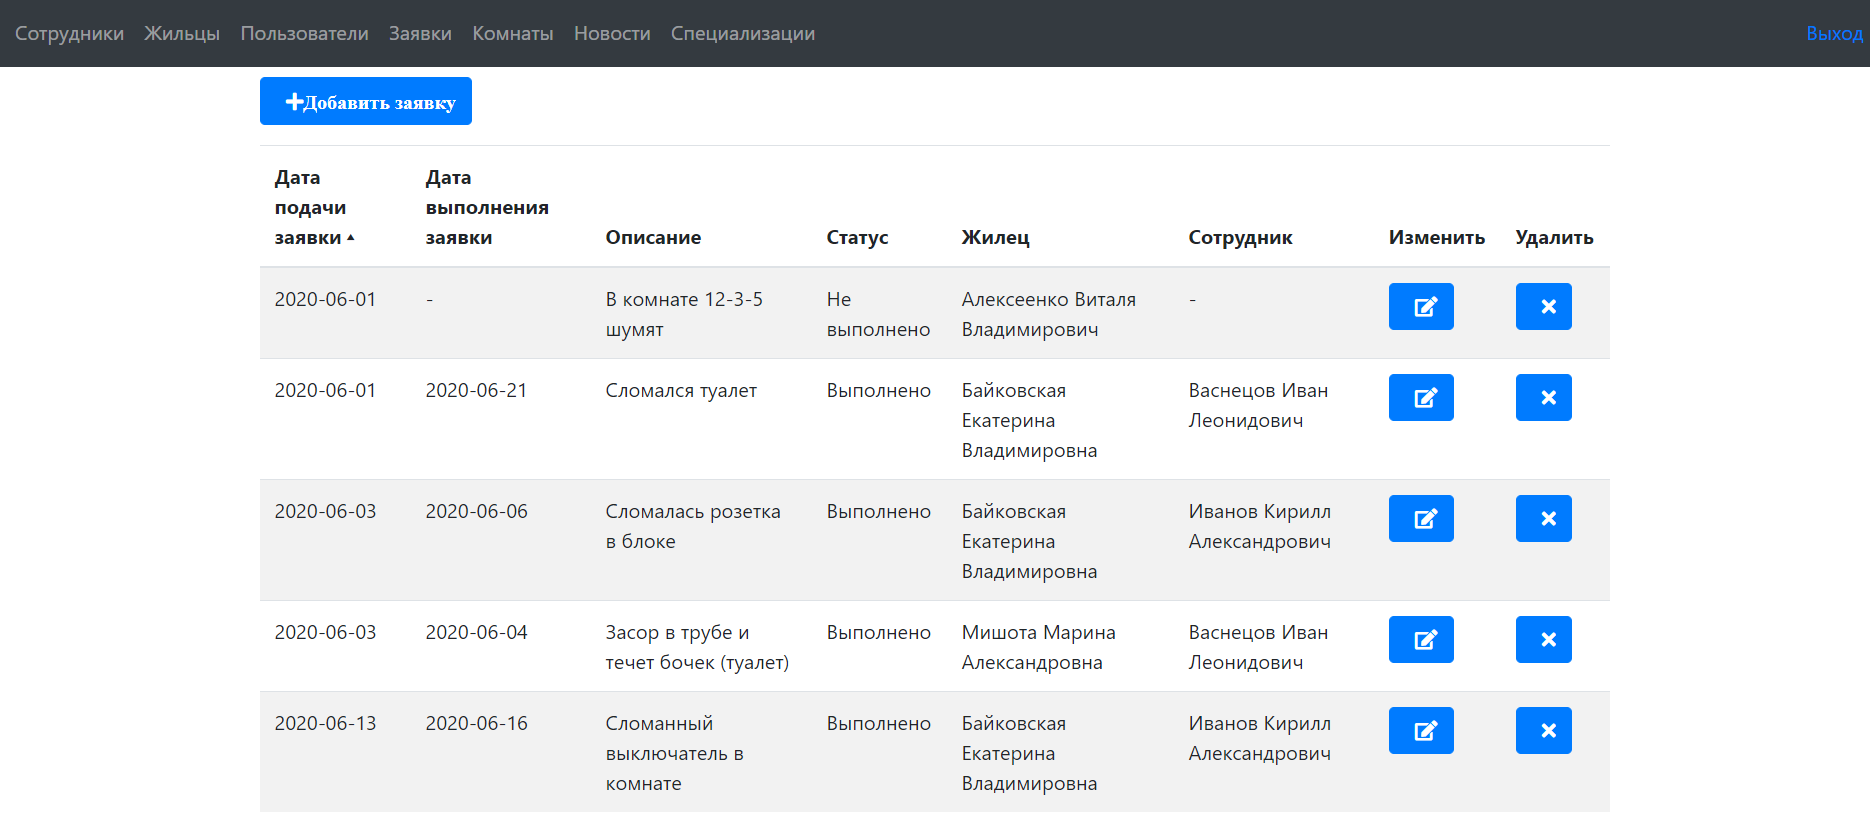 Сотрудники Жильцы Пользователи Заявки Комнаты Новости Специализации Выход
Добавить заявку
Дата подачи заявки Дата выполнения заявки Описание Статус Жилец Сотрудник Изменить Удалить
2020-06-01 - В комнате 12-3-5 Не Алексеенко Виталя -
шумят выполнено Владимирович
2020-06-01 2020-06-21 Сломался туалет Выполнено Байковская Васнецов Иван
Екатерина Леонидович
Владимировна
2020-06-03 2020-06-06 Сломалась розетка Выполнено Байковская Иванов Кирилл
в блоке Екатерина Александрович
Владимировна
2020-06-03 2020-06-04 Засор в трубе и Выполнено Мишота Марина Васнецов Иван
течет бочек (туалет) Александровна Леонидович
2020-06-13 2020-06-16 Сломанный Выполнено Байковская Иванов Кирилл
выключатель в Екатерина Александрович
комнате Владимировна